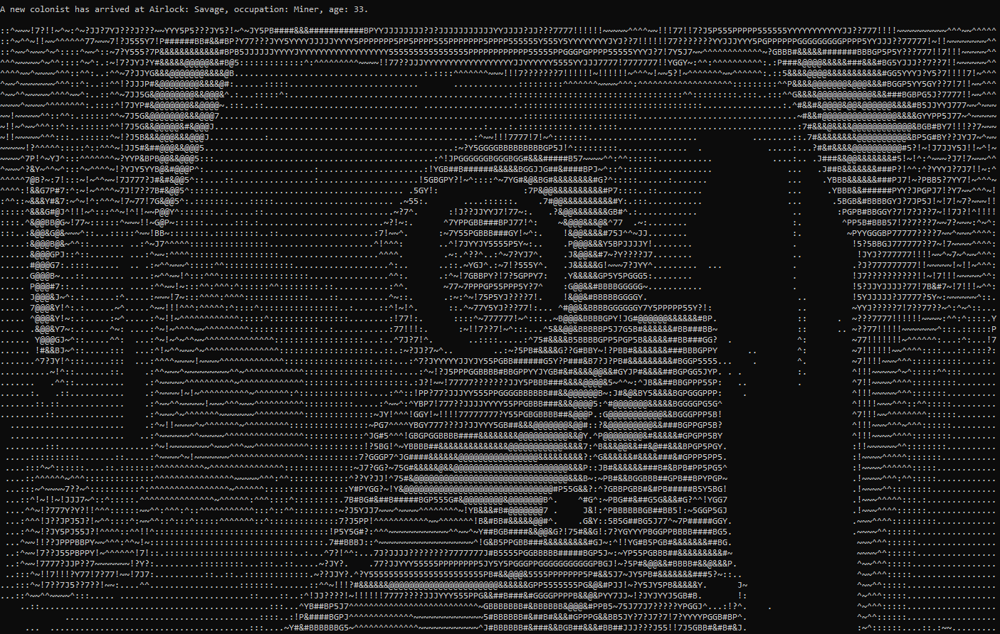 A new colonist has arrived at Airlock: Savage, occupation: Miner, age: 33.